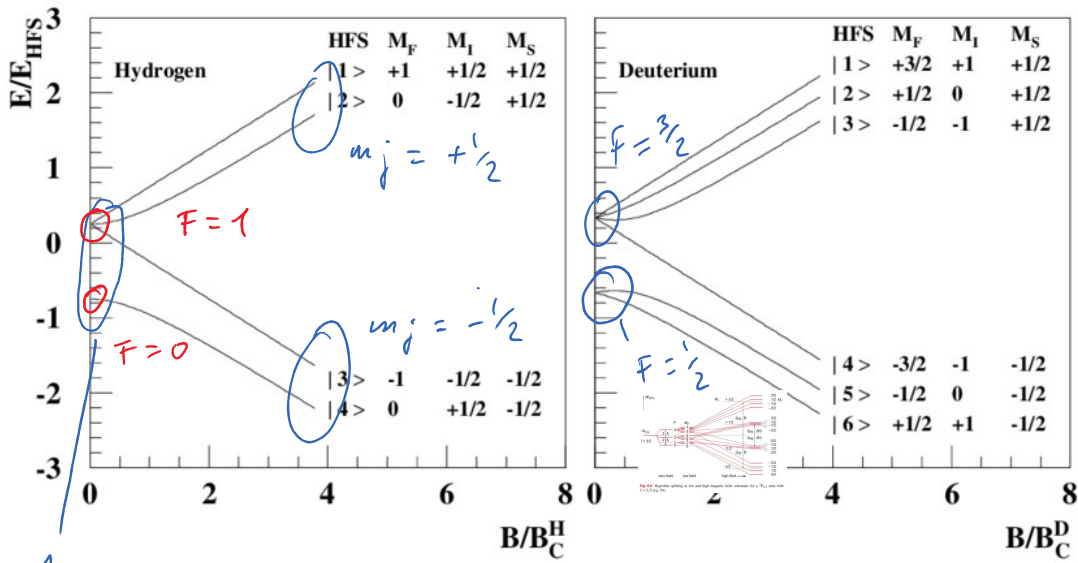 E/E_HFS
3
2
1
0
-1
-2
-3
Hydrogen
HFS M_F M_I M_S
|1> +1 +1/2 +1/2
|2> 0 -1/2 +1/2
mj = +1/2
F = 1
F = 0
mj = -1/2
|3> -1 -1/2 -1/2
|4> 0 +1/2 -1/2
0 2 4 6 8
B/B_C^H
Deuterium
HFS M_F M_I M_S
|1> +3/2 +1 +1/2
|2> +1/2 0 +1/2
|3> -1/2 -1 +1/2
F = 3/2
F = 1/2
|4> -3/2 -1 -1/2
|5> -1/2 0 -1/2
|6> +1/2 +1 -1/2
0 2 4 6 8
B/B_C^D